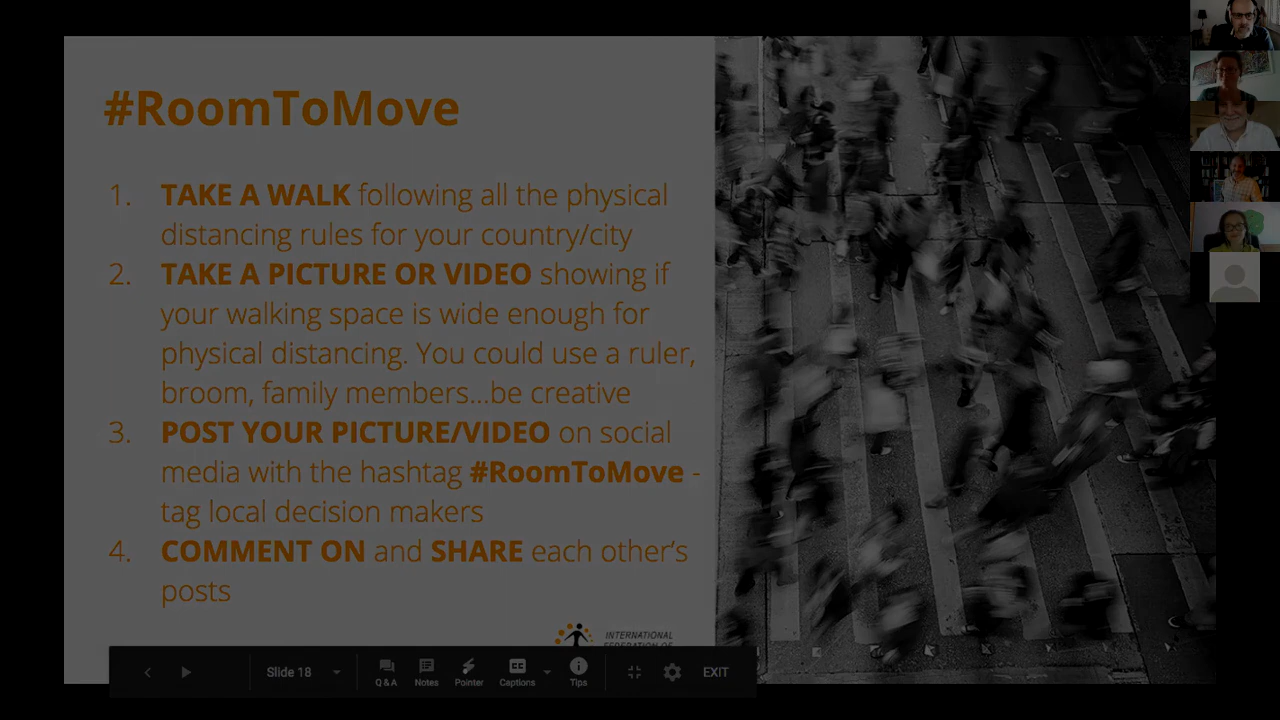 #RoomToMove
1. TAKE A WALK following all the physical
distancing rules for your country/city
2. TAKE A PICTURE OR VIDEO showing if
your walking space is wide enough for
physical distancing. You could use a ruler,
broom, family members...be creative
3. POST YOUR PICTURE/VIDEO on social
media with the hashtag #RoomToMove -
tag local decision makers
4. COMMENT ON and SHARE each other's
posts
INTERNATIONAL
FEDERATION OF
Slide 18
Q & A
Notes
Pointer
CC
Captions
Tips
EXIT